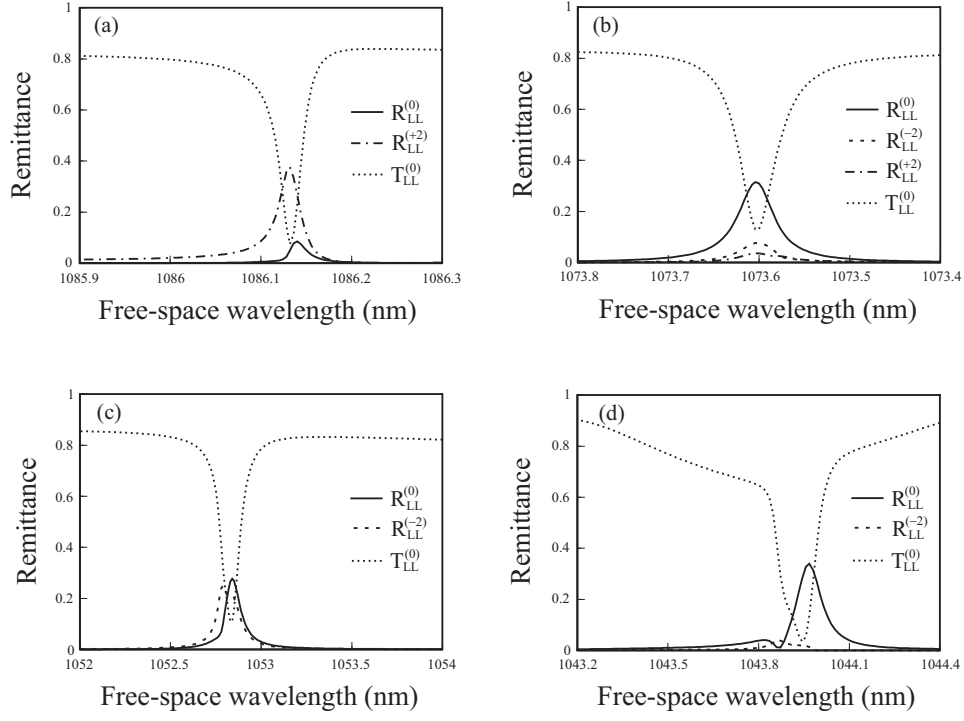 (a)
Remittance
1
0.8
0.6
0.4
0.2
0
R_LL^(0)
R_LL^(+2)
T_LL^(0)
1085.9 1086 1086.1 1086.2 1086.3
Free-space wavelength (nm)
(b)
Remittance
1
0.8
0.6
0.4
0.2
0
R_LL^(0)
R_LL^(−2)
R_LL^(+2)
T_LL^(0)
1073.8 1073.7 1073.6 1073.5 1073.4
Free-space wavelength (nm)
(c)
Remittance
1
0.8
0.6
0.4
0.2
0
R_LL^(0)
R_LL^(−2)
T_LL^(0)
1052 1052.5 1053 1053.5 1054
Free-space wavelength (nm)
(d)
Remittance
1
0.8
0.6
0.4
0.2
0
R_LL^(0)
R_LL^(−2)
T_LL^(0)
1043.2 1043.5 1043.8 1044.1 1044.4
Free-space wavelength (nm)